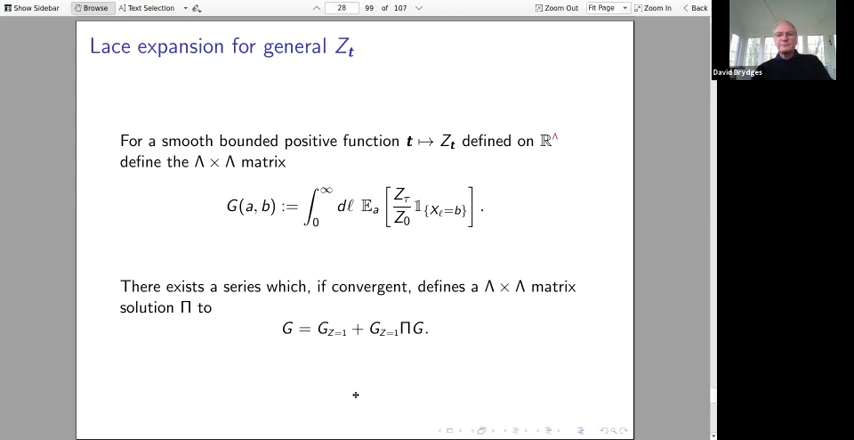 Show Sidebar Browse Text Selection 28 99 of 107 Zoom Out Fit Page Zoom In Back
Lace expansion for general Z_t
For a smooth bounded positive function t ↦ Z_t defined on ℝ^Λ
define the Λ × Λ matrix
G(a, b) := ∫_0^∞ dℓ 𝔼_a [ Z_τ / Z_0 𝟙_{X_ℓ=b} ] .
There exists a series which, if convergent, defines a Λ × Λ matrix
solution Π to
G = G_{Z=1} + G_{Z=1}ΠG.
David Brydges